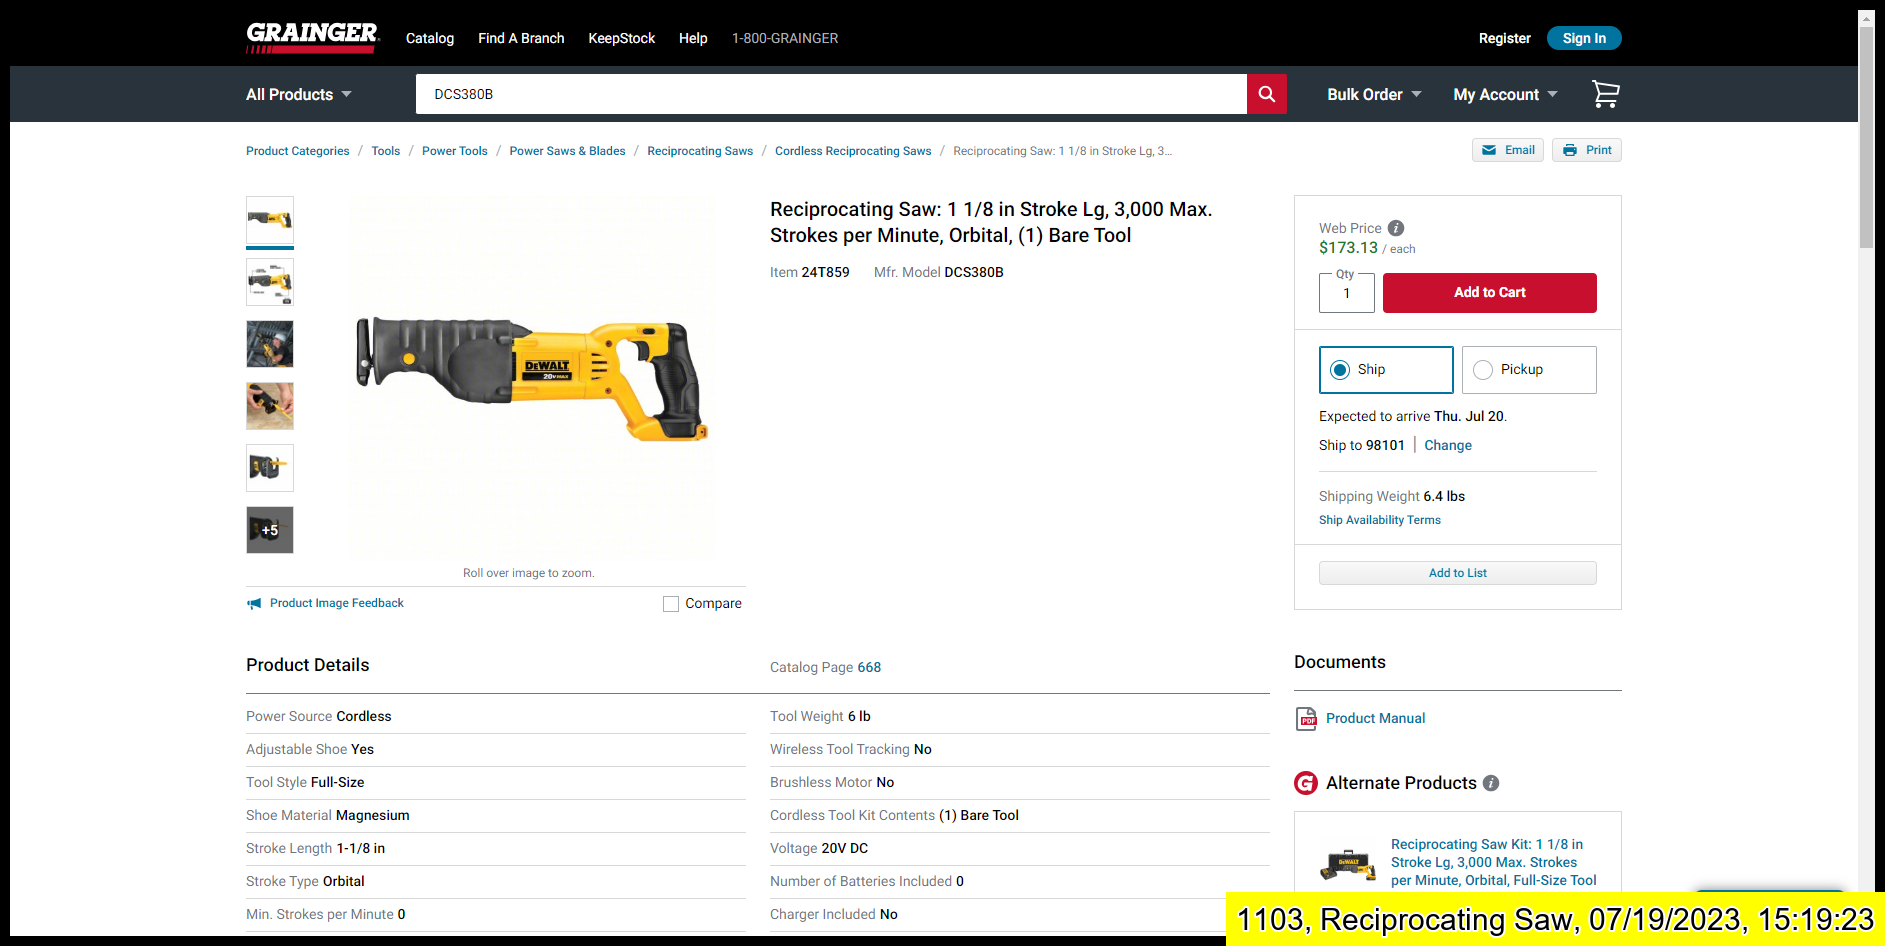 GRAINGER
Catalog
Find A Branch
KeepStock
Help
1-800-GRAINGER
Register
Sign In
All Products
DCS380B
Bulk Order
My Account
Product Categories / Tools / Power Tools / Power Saws & Blades / Reciprocating Saws / Cordless Reciprocating Saws / Reciprocating Saw: 1 1/8 in Stroke Lg, 3...
Email
Print
+5
DEWALT
20V MAX
Roll over image to zoom.
Product Image Feedback
Compare
Reciprocating Saw: 1 1/8 in Stroke Lg, 3,000 Max.
Strokes per Minute, Orbital, (1) Bare Tool
Item 24T859 Mfr. Model DCS380B
Web Price
$173.13 / each
Qty
1
Add to Cart
Ship
Pickup
Expected to arrive Thu. Jul 20.
Ship to 98101 | Change
Shipping Weight 6.4 lbs
Ship Availability Terms
Add to List
Product Details
Catalog Page 668
Power Source Cordless
Adjustable Shoe Yes
Tool Style Full-Size
Shoe Material Magnesium
Stroke Length 1-1/8 in
Stroke Type Orbital
Min. Strokes per Minute 0
Tool Weight 6 lb
Wireless Tool Tracking No
Brushless Motor No
Cordless Tool Kit Contents (1) Bare Tool
Voltage 20V DC
Number of Batteries Included 0
Charger Included No
Documents
PDF
Product Manual
G
Alternate Products
DEWALT
Reciprocating Saw Kit: 1 1/8 in
Stroke Lg, 3,000 Max. Strokes
per Minute, Orbital, Full-Size Tool
1103, Reciprocating Saw, 07/19/2023, 15:19:23